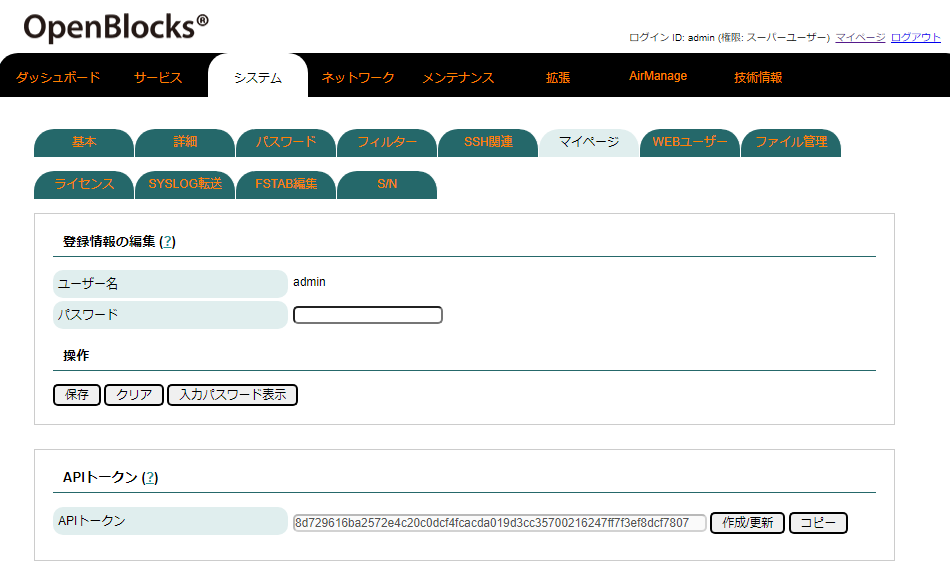 OpenBlocks®
ログイン ID: admin (権限: スーパーユーザー) マイページ ログアウト
ダッシュボード サービス システム ネットワーク メンテナンス 拡張 AirManage 技術情報
基本 詳細 パスワード フィルター SSH関連 マイページ WEBユーザー ファイル管理
ライセンス SYSLOG転送 FSTAB編集 S/N
登録情報の編集 (?)
ユーザー名 admin
パスワード
操作
保存 クリア 入力パスワード表示
APIトークン (?)
APIトークン 8d729616ba2572e4c20c0dcf4fcacda019d3cc35700216247ff7f3ef8dcf7807 作成/更新 コピー